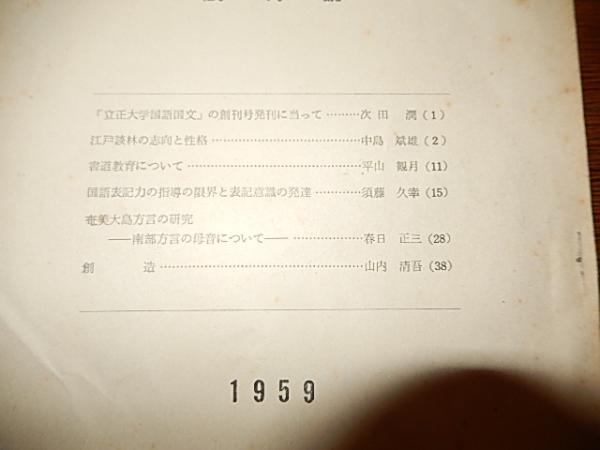 「立正大学国語国文」の創刊号発刊に当って………次田　潤（1）
江戸談林の志向と性格………………………中島　斌雄（2）
書道教育について……………………………平山　観月（11）
国語表記力の指導の限界と表記意識の発達…………須藤　久幸（15）
奄美大島方言の研究
――南部方言の母音について――………………春日　正三（28）
創　　造……………………………………………山内　清吾（38）
1959